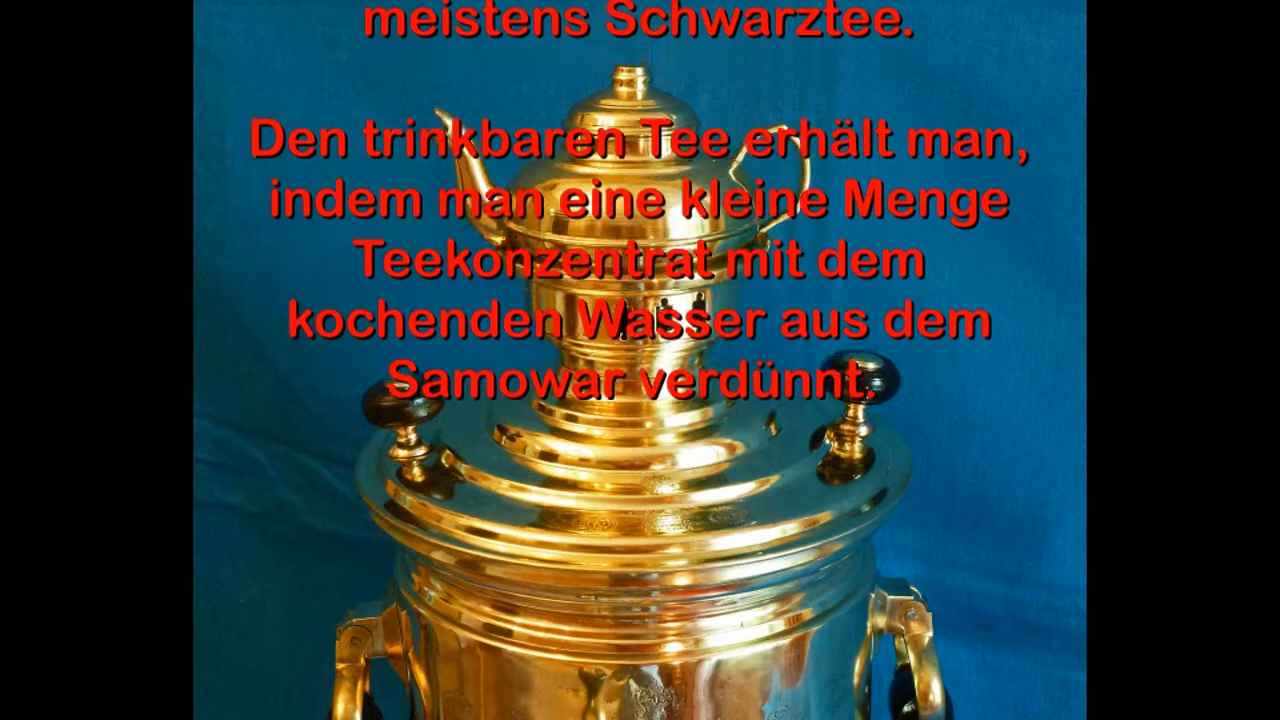 meistens Schwarztee.
Den trinkbaren Tee erhält man,
indem man eine kleine Menge
Teekonzentrat mit dem
kochenden Wasser aus dem
Samowar verdünnt.